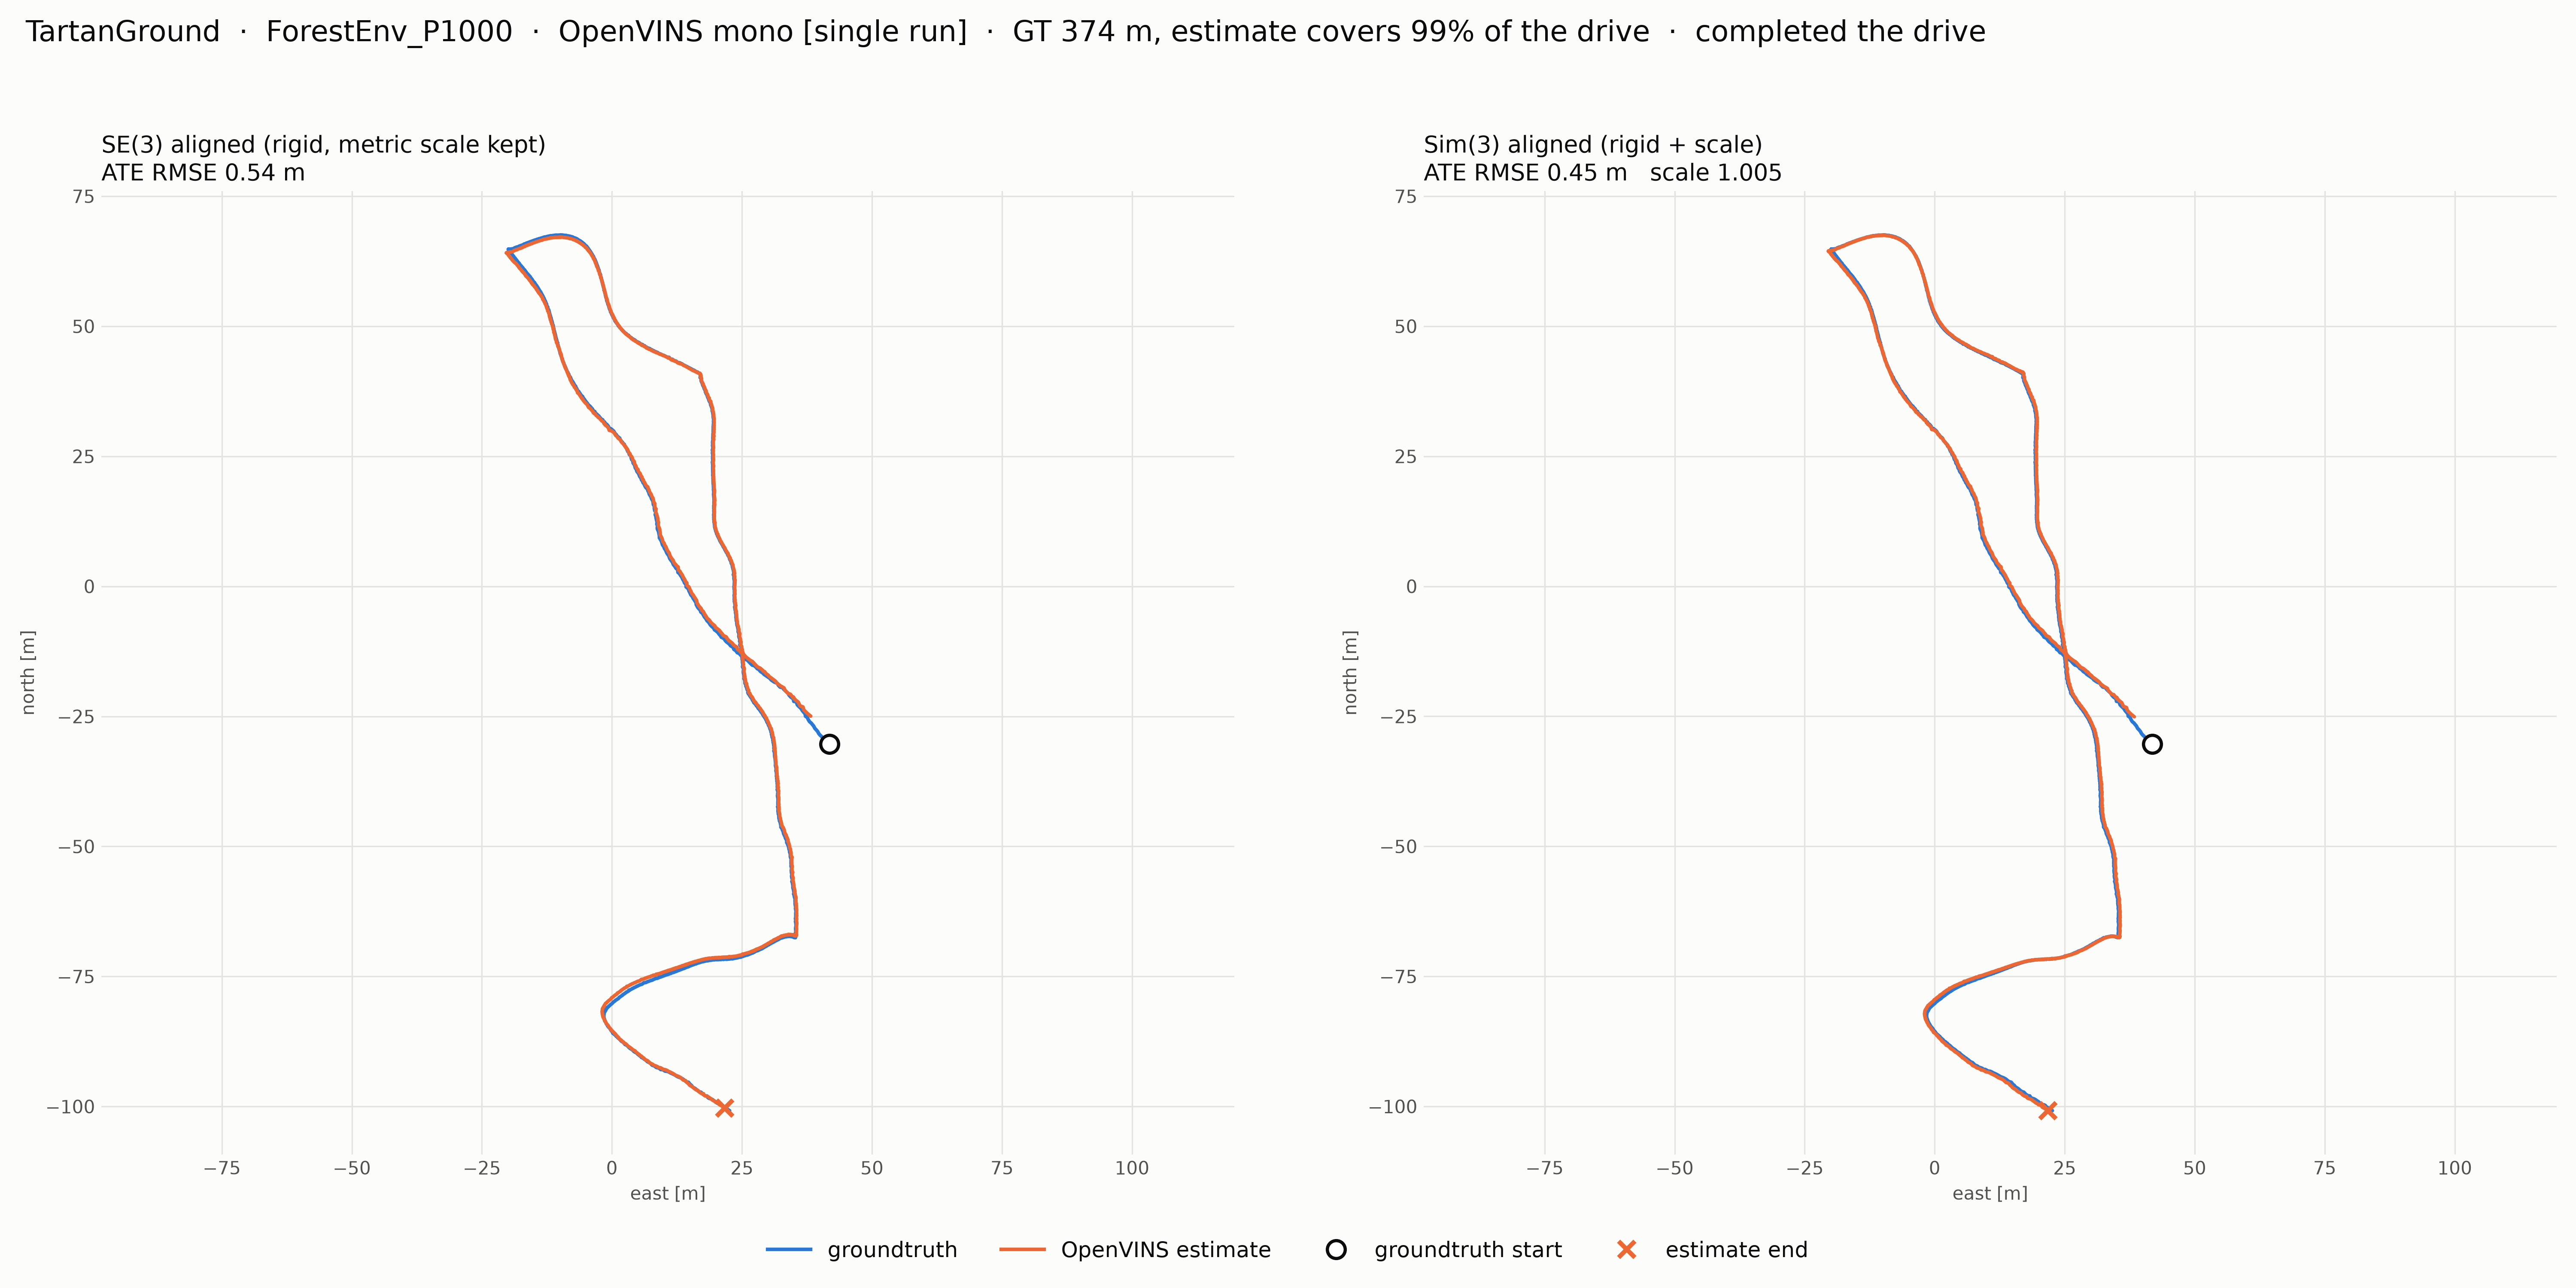 TartanGround · ForestEnv_P1000 · OpenVINS mono [single run] · GT 374 m, estimate covers 99% of the drive · completed the drive
SE(3) aligned (rigid, metric scale kept)
ATE RMSE 0.54 m
75
50
25
0
−25
−50
−75
−100
north [m]
−75 −50 −25 0 25 50 75 100
east [m]
Sim(3) aligned (rigid + scale)
ATE RMSE 0.45 m scale 1.005
75
50
25
0
−25
−50
−75
−100
north [m]
−75 −50 −25 0 25 50 75 100
east [m]
groundtruth OpenVINS estimate groundtruth start estimate end